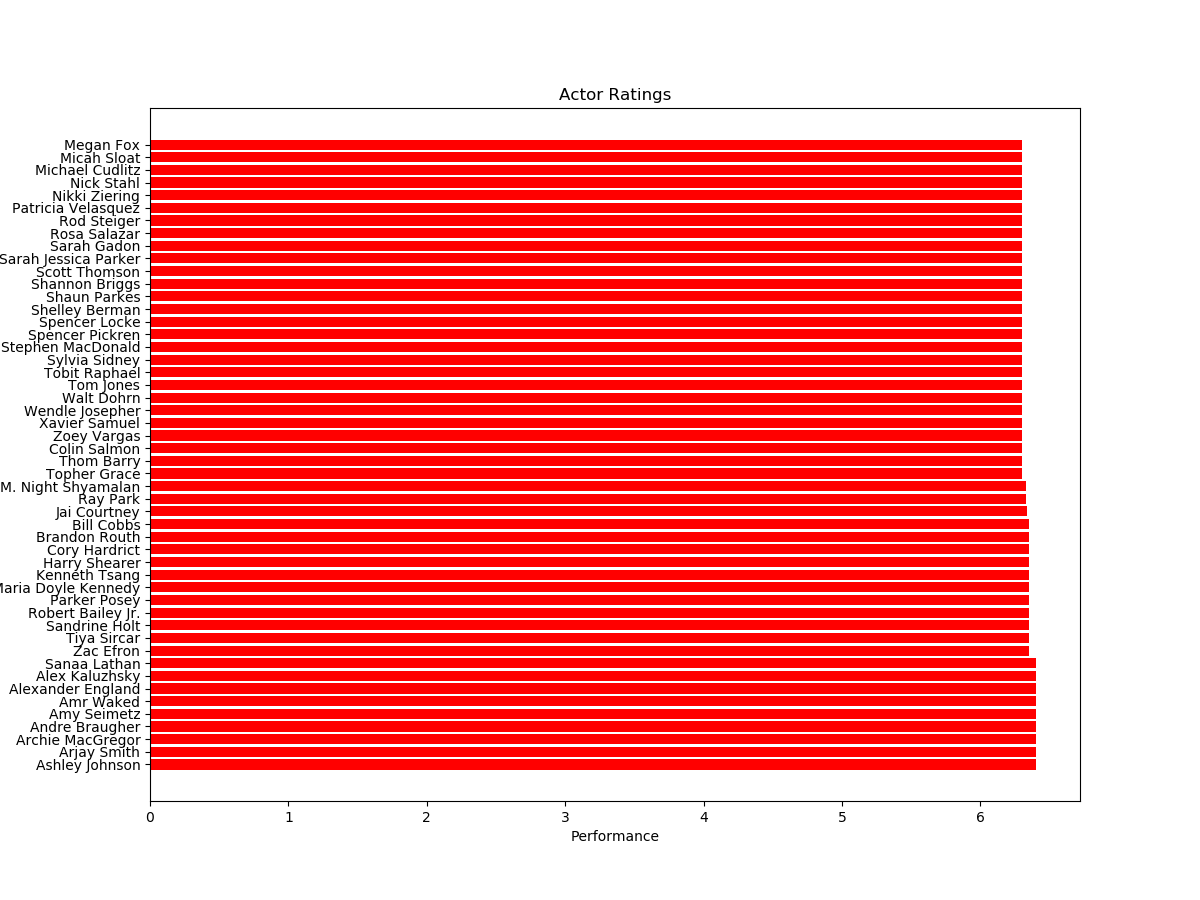 Actor Ratings
Megan Fox
Micah Sloat
Michael Cudlitz
Nick Stahl
Nikki Ziering
Patricia Velasquez
Rod Steiger
Rosa Salazar
Sarah Gadon
Sarah Jessica Parker
Scott Thomson
Shannon Briggs
Shaun Parkes
Shelley Berman
Spencer Locke
Spencer Pickren
Stephen MacDonald
Sylvia Sidney
Tobit Raphael
Tom Jones
Walt Dohrn
Wendle Josepher
Xavier Samuel
Zoey Vargas
Colin Salmon
Thom Barry
Topher Grace
M. Night Shyamalan
Ray Park
Jai Courtney
Bill Cobbs
Brandon Routh
Cory Hardrict
Harry Shearer
Kenneth Tsang
Maria Doyle Kennedy
Parker Posey
Robert Bailey Jr.
Sandrine Holt
Tiya Sircar
Zac Efron
Sanaa Lathan
Alex Kaluzhsky
Alexander England
Amr Waked
Amy Seimetz
Andre Braugher
Archie MacGregor
Arjay Smith
Ashley Johnson
0 1 2 3 4 5 6
Performance